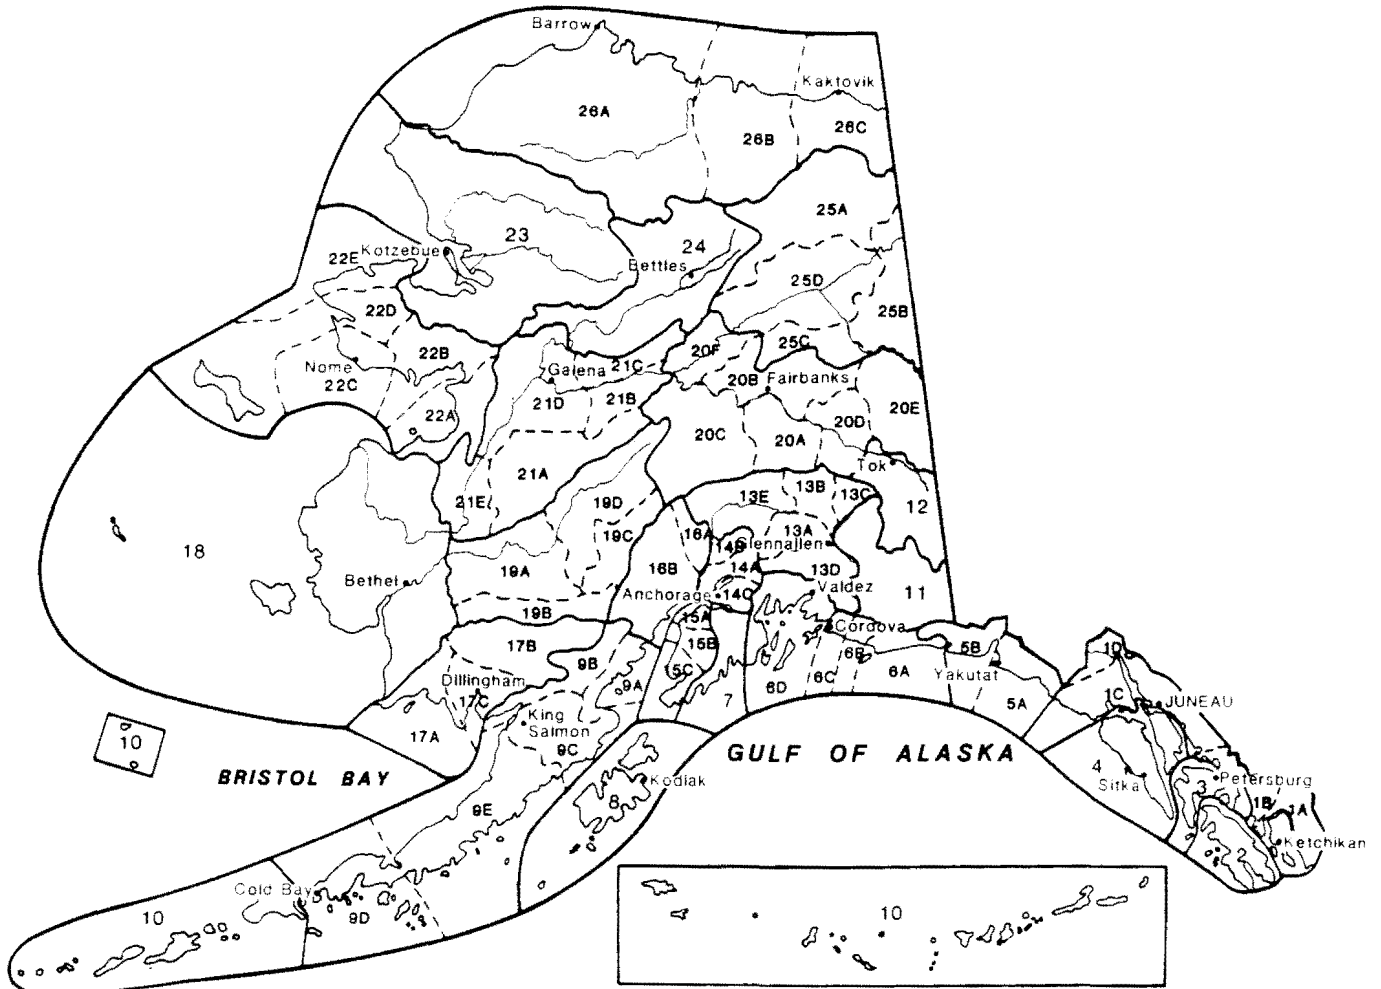 Barrow
Kaktovik
26A
26B
26C
25A
23
24
Kotzebue
22E
Bettles
25D
22D
25B
25C
20F
22B
Nome
22C
Galena
21C
20B
Fairbanks
21D
21B
22A
20E
20D
20C
20A
Tok
21A
21E
19D
13E
13B
13C
12
19C
16A
13A
14B
Glennallen
18
Bethel
19A
16B
14A
13D
Anchorage
14C
Valdez
11
19B
15A
Cordova
17B
15B
6B
5B
1D
9B
15C
6A
Yakutat
Dillingham
17C
9A
7
6D
6C
5A
1C
JUNEAU
King
Salmon
17A
9C
10
BRISTOL BAY
GULF OF ALASKA
4
Sitka
3
Petersburg
Kodiak
8
9E
1B
1A
Ketchikan
2
Cold Bay
10
9D
10